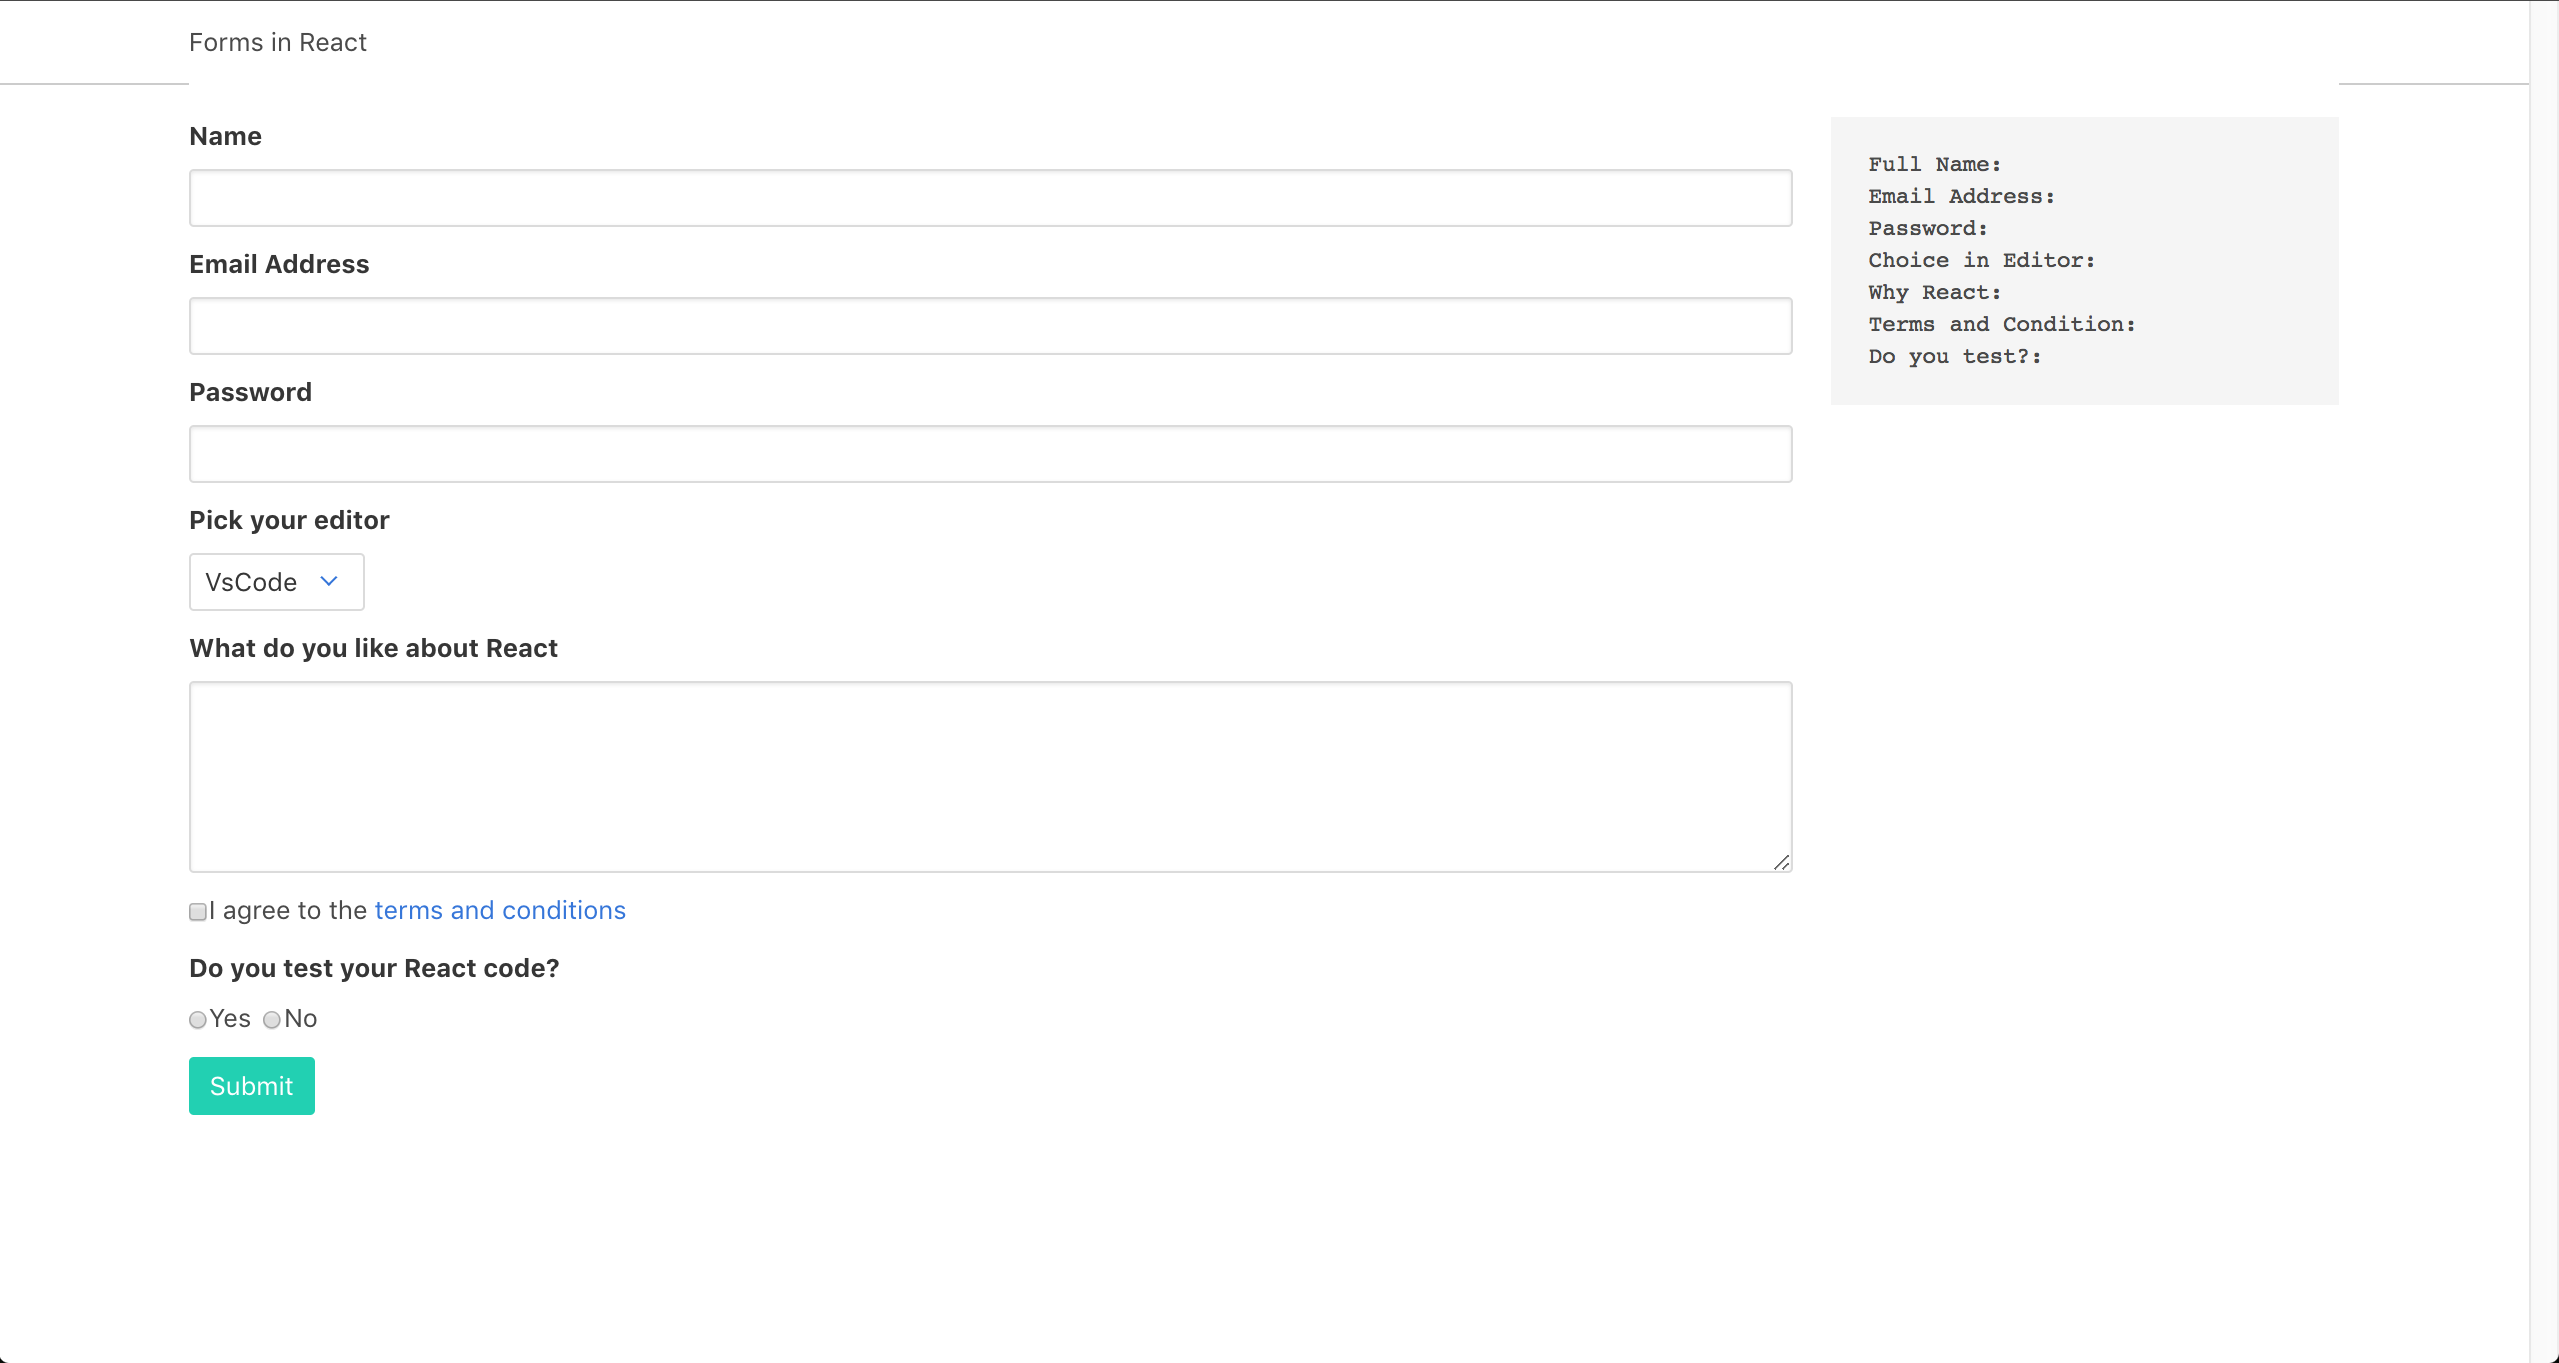 Forms in React
Name
Email Address
Password
Pick your editor
VsCode
What do you like about React
I agree to the terms and conditions
Do you test your React code?
Yes No
Submit
Full Name:
Email Address:
Password:
Choice in Editor:
Why React:
Terms and Condition:
Do you test?: